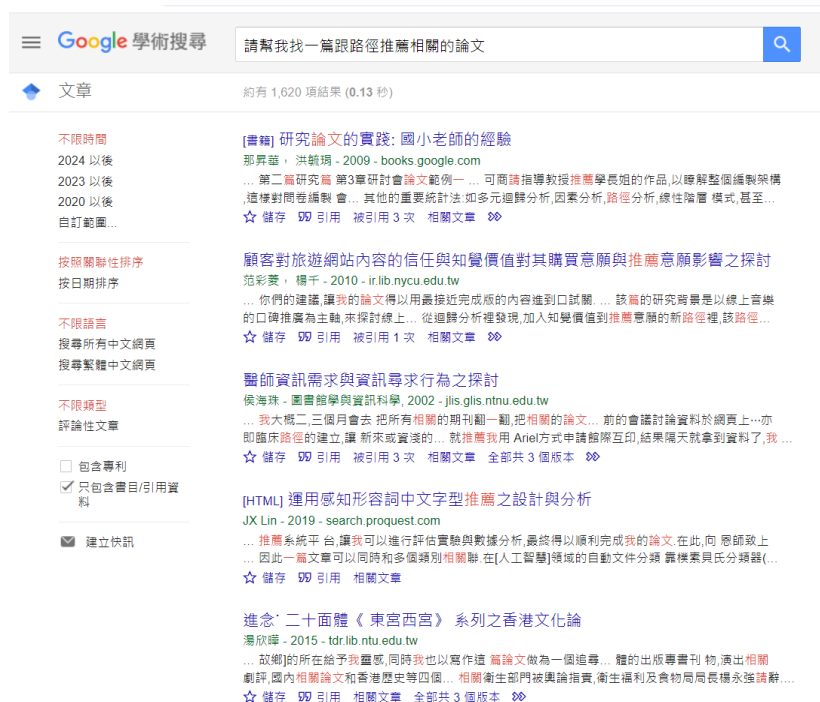 Google 學術搜尋
請幫我找一篇跟路徑推薦相關的論文
文章
約有 1,620 項結果 (0.13 秒)
不限時間
2024 以後
2023 以後
2020 以後
自訂範圍...
按照關聯性排序
按日期排序
不限語言
搜尋所有中文網頁
搜尋繁體中文網頁
不限類型
評論性文章
包含專利
只包含書目/引用資
料
建立快訊
[書籍] 研究論文的實踐: 國小老師的經驗
那昇華, 洪毓琄 - 2009 - books.google.com
... 第二篇研究篇 第3章研討會論文範例一 ... 可商請指導教授推薦學長姐的作品,以瞭解整個編製架構
,這樣對問卷編製 會... 其他的重要統計法:如多元迴歸分析,因素分析,路徑分析,線性階層 模式,甚至...
儲存 引用 被引用 3 次 相關文章
顧客對旅遊網站內容的信任與知覺價值對其購買意願與推薦意願影響之探討
范彩菱, 楊千 - 2010 - ir.lib.nycu.edu.tw
... 你們的建議,讓我的論文得以用最接近完成版的內容進到口試關. ... 該篇的研究背景是以線上音樂
的口碑推廣為主軸,來探討線上... 從迴歸分析裡發現,加入知覺價值到推薦意願的新路徑裡,該路徑...
儲存 引用 被引用 1 次 相關文章
醫師資訊需求與資訊尋求行為之探討
侯海珠 - 圖書館學與資訊科學, 2002 - jlis.glis.ntnu.edu.tw
... 我大概二,三個月會去 把所有相關的期刊翻一翻,把相關的論文... 前的會議討論資料於網頁上…亦
即臨床路徑的建立,讓 新來或資淺的... 就推薦我用 Ariel方式申請館際互印,結果隔天就拿到資料了,我 ...
儲存 引用 被引用 3 次 相關文章 全部共 3 個版本
[HTML] 運用感知形容詞中文字型推薦之設計與分析
JX Lin - 2019 - search.proquest.com
... 推薦系統平 台,讓我可以進行評估實驗與數據分析,最終得以順利完成我的論文.在此,向 恩師致上
... 因此一篇文章可以同時和多個類別相關聯.在[人工智慧]領域的自動文件分類 靠樸素貝氏分類器(...
儲存 引用 相關文章
進念˙ 二十面體《 東宮西宮》 系列之香港文化論
湯欣曄 - 2015 - tdr.lib.ntu.edu.tw
... 故鄉]的所在給予我靈感,同時我也以寫作這 篇論文做為一個追尋... 體的出版專書刊 物,演出相關
劇評,國內相關論文和香港歷史等四個... 相關衛生部門被輿論指責,衛生福利及食物局局長楊永強請辭....
儲存 引用 相關文章 全部共 3 個版本